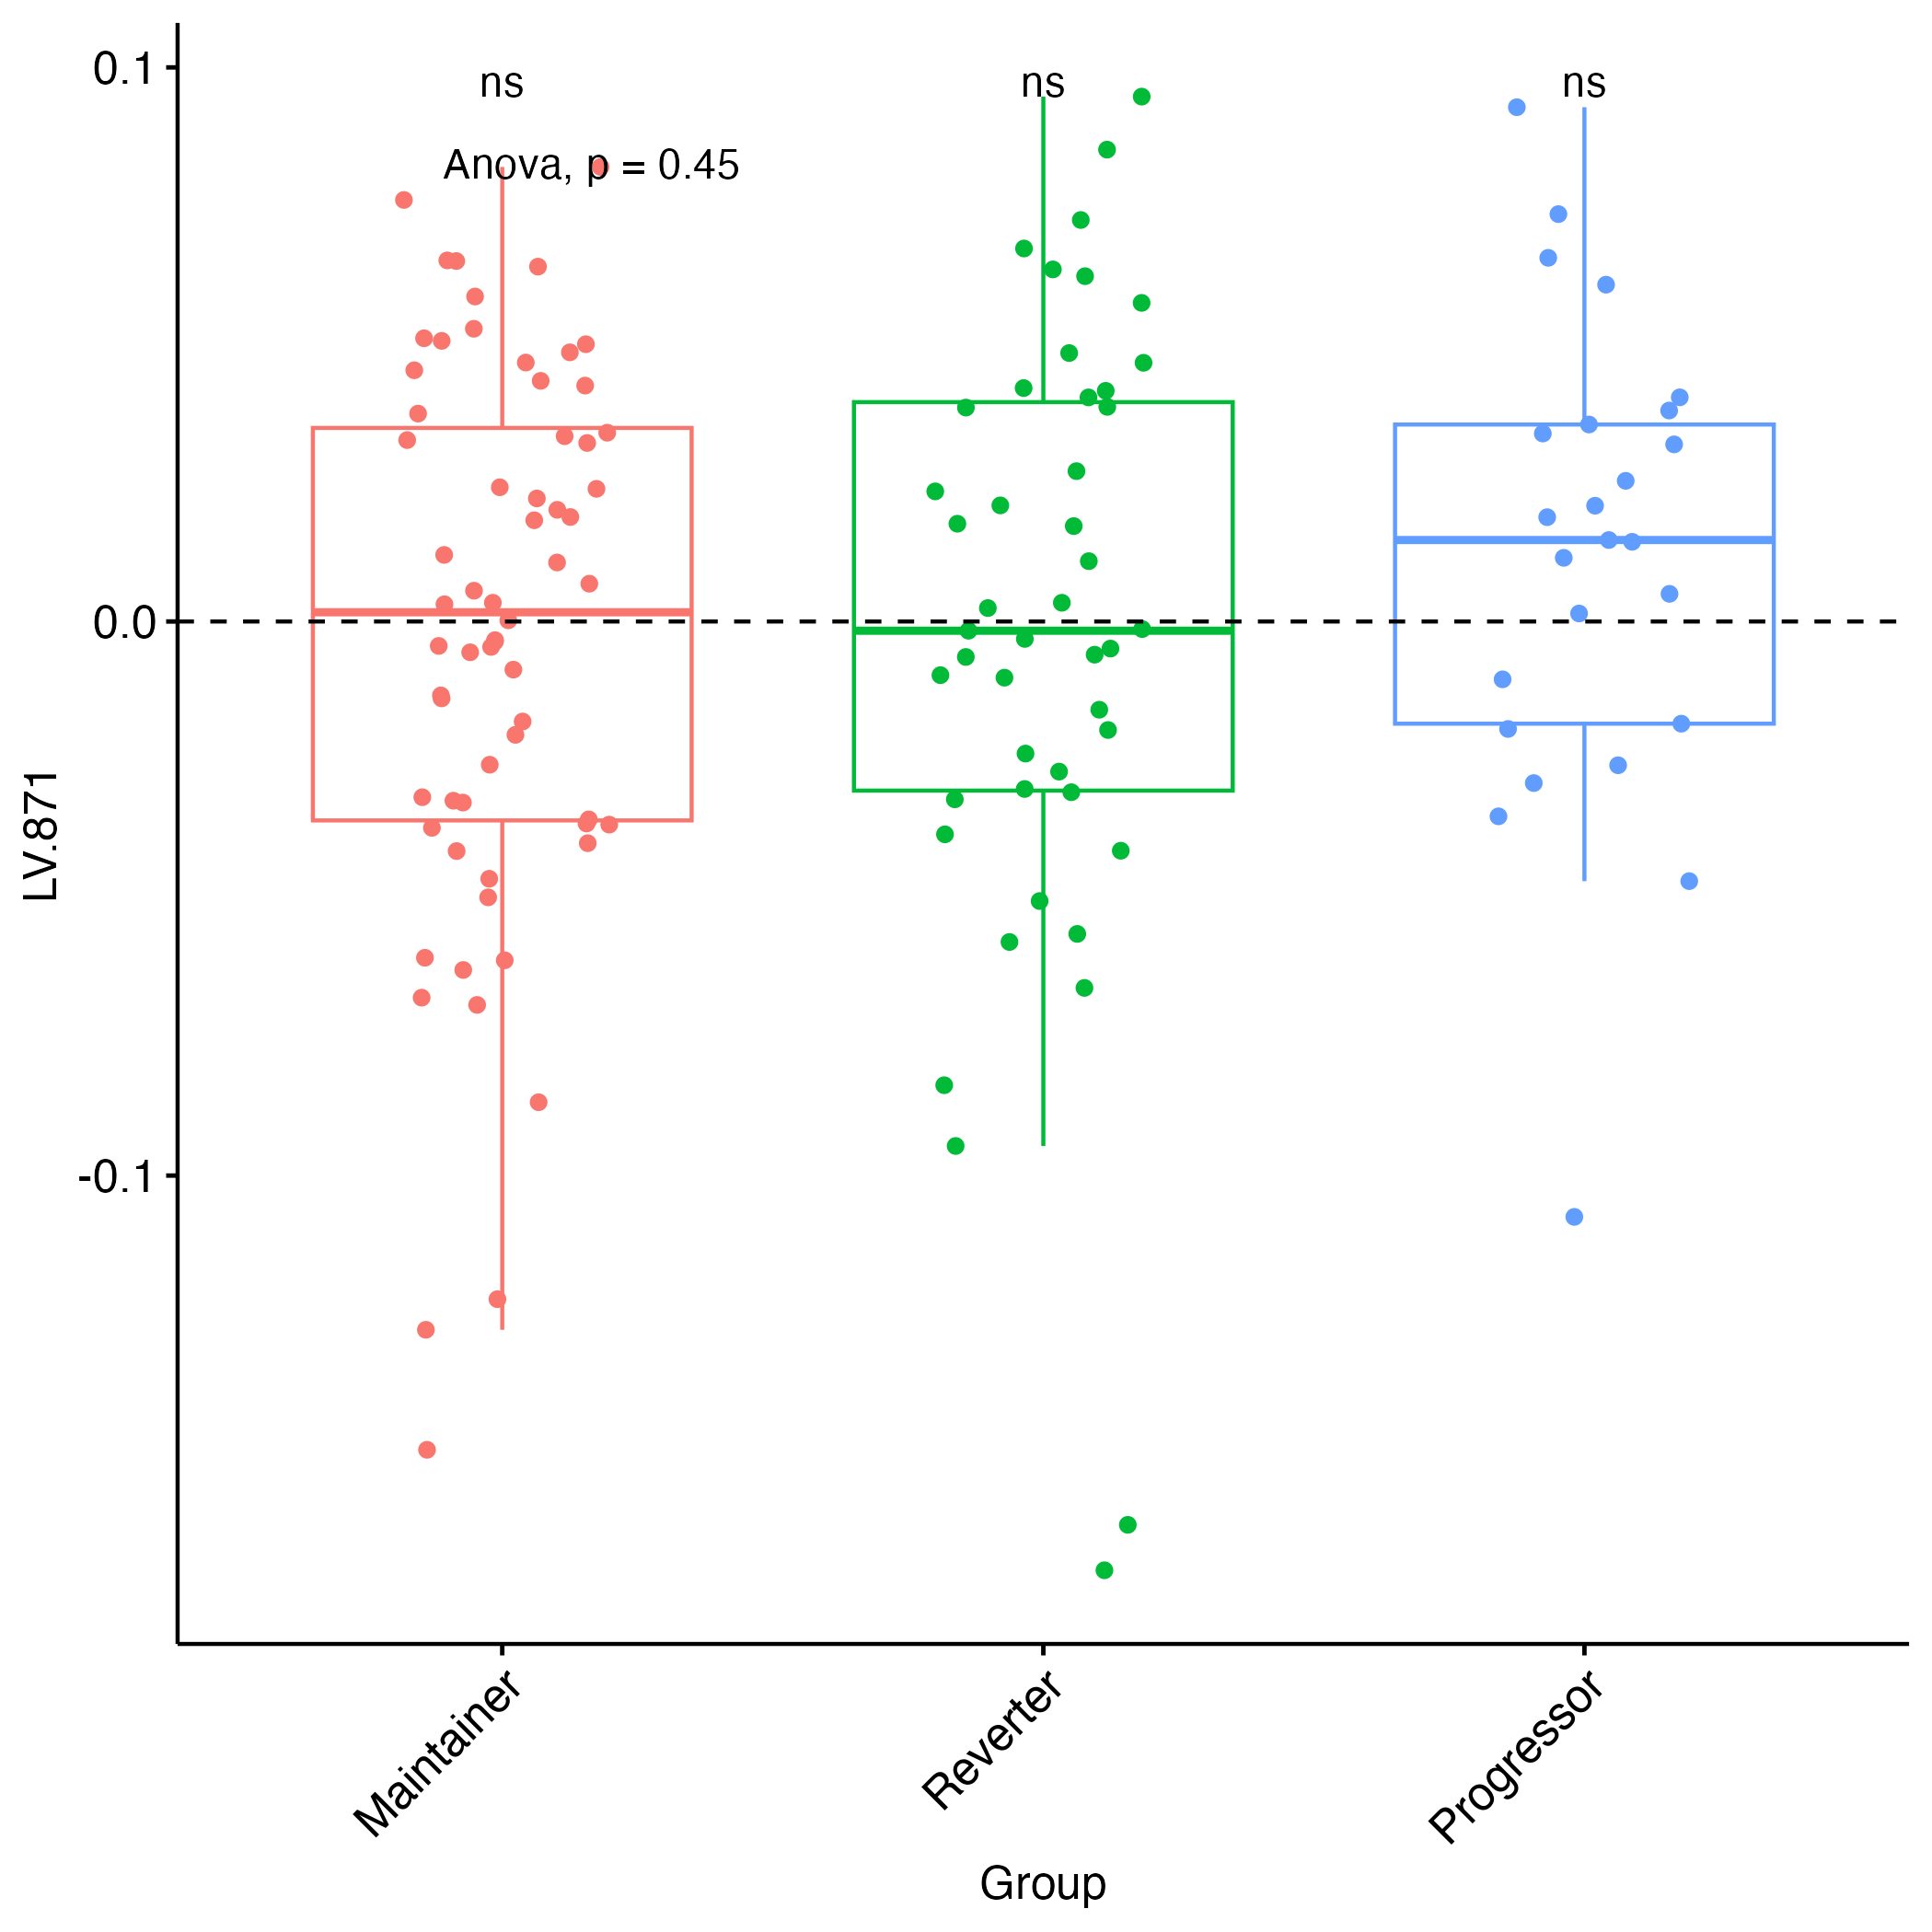 0.1
ns
ns
ns
Anova, p = 0.45
0.0
LV.871
-0.1
Maintainer
Reverter
Progressor
Group